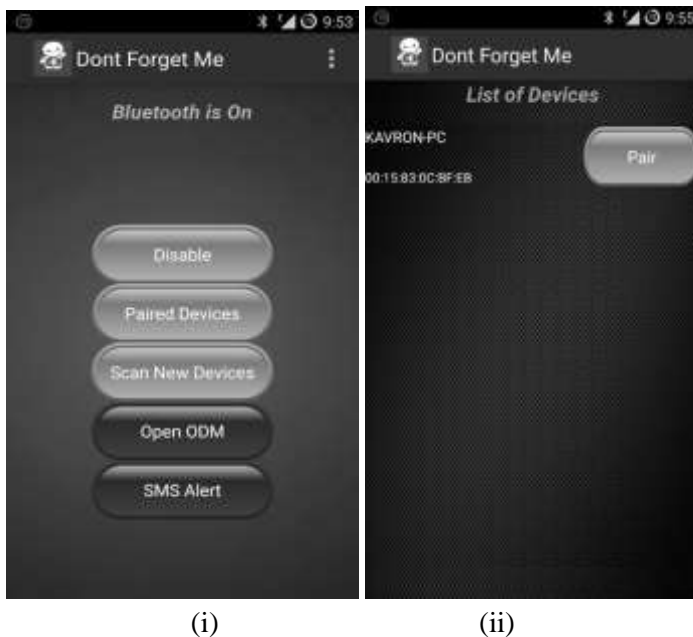 9:53
Dont Forget Me
Bluetooth is On
Disable
Paired Devices
Scan New Devices
Open ODM
SMS Alert
(i)
9:55
Dont Forget Me
List of Devices
KAVRON-PC
Pair
00:15:83:0C:BF:EB
(ii)